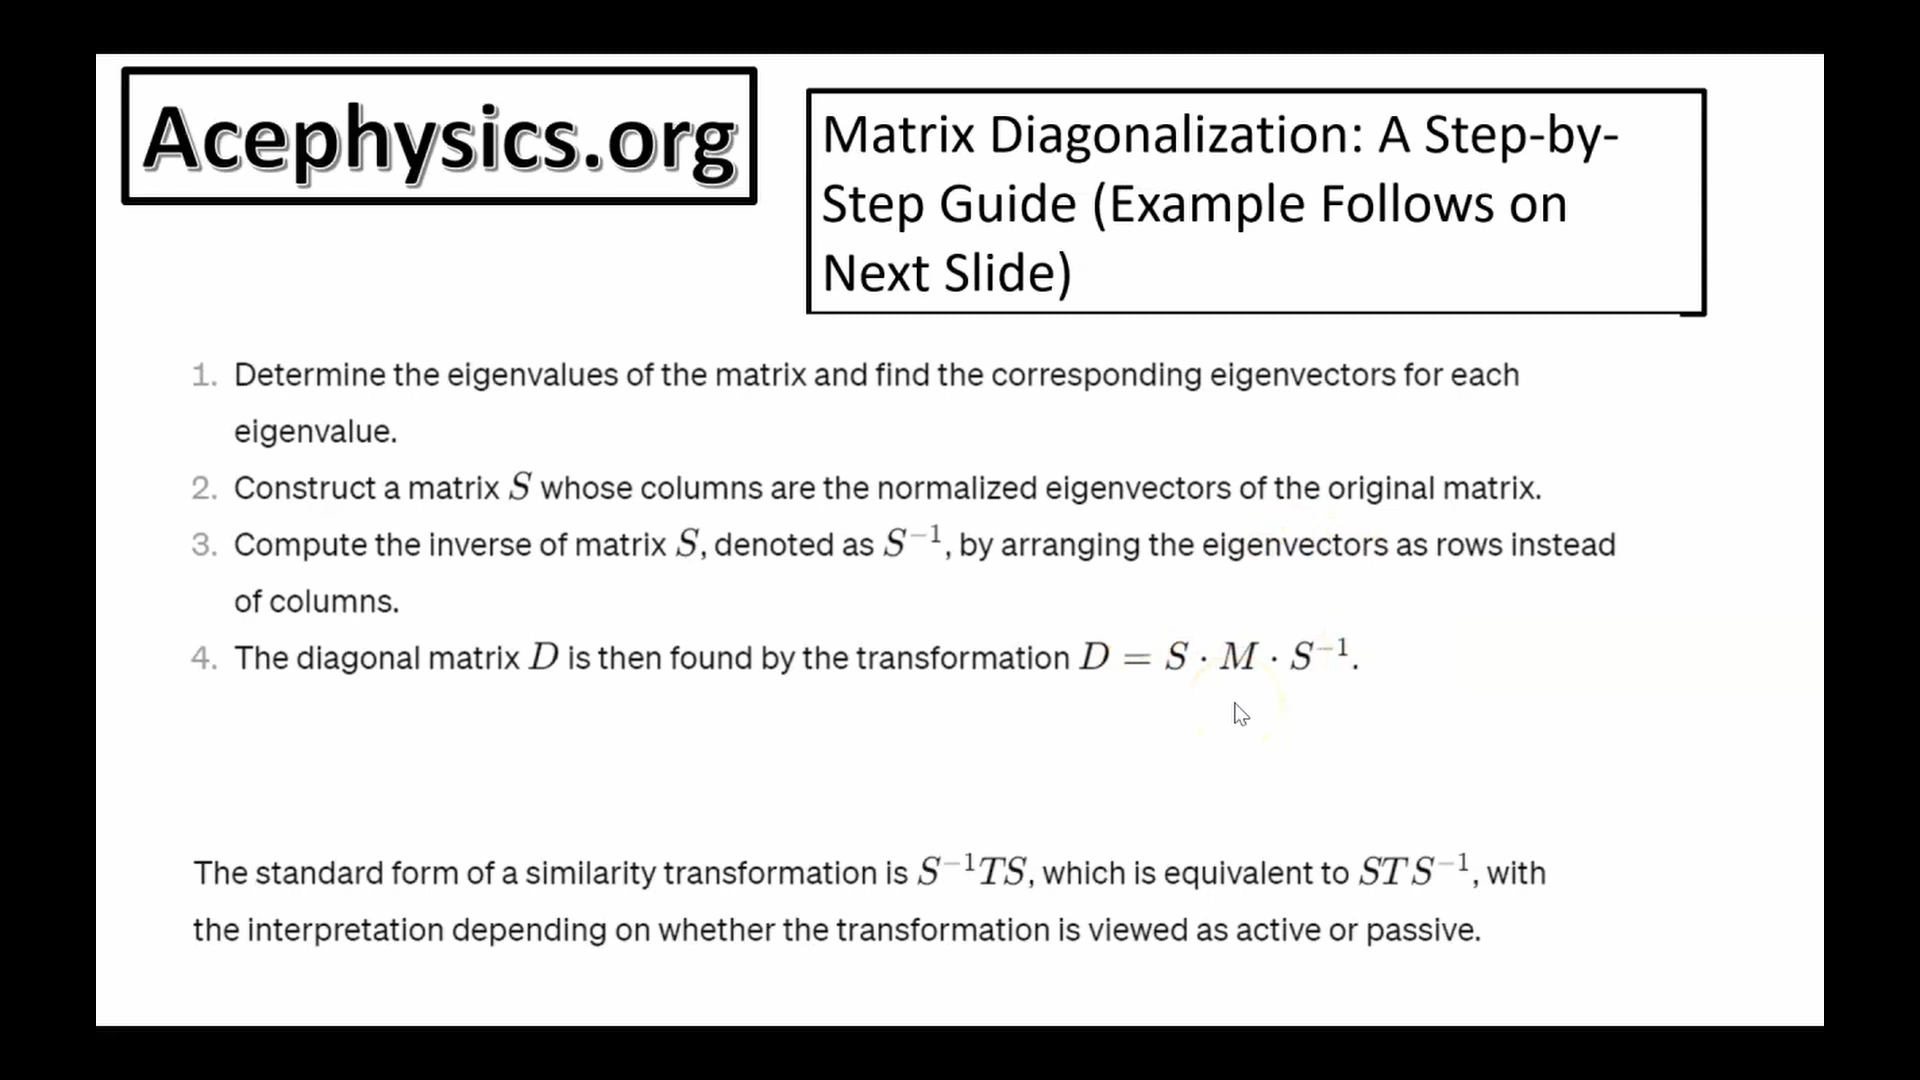 Acephysics.org
Matrix Diagonalization: A Step-by-
Step Guide (Example Follows on
Next Slide)
1. Determine the eigenvalues of the matrix and find the corresponding eigenvectors for each
eigenvalue.
2. Construct a matrix S whose columns are the normalized eigenvectors of the original matrix.
3. Compute the inverse of matrix S, denoted as S⁻¹, by arranging the eigenvectors as rows instead
of columns.
4. The diagonal matrix D is then found by the transformation D = S · M · S⁻¹.
The standard form of a similarity transformation is S⁻¹TS, which is equivalent to STS⁻¹, with
the interpretation depending on whether the transformation is viewed as active or passive.